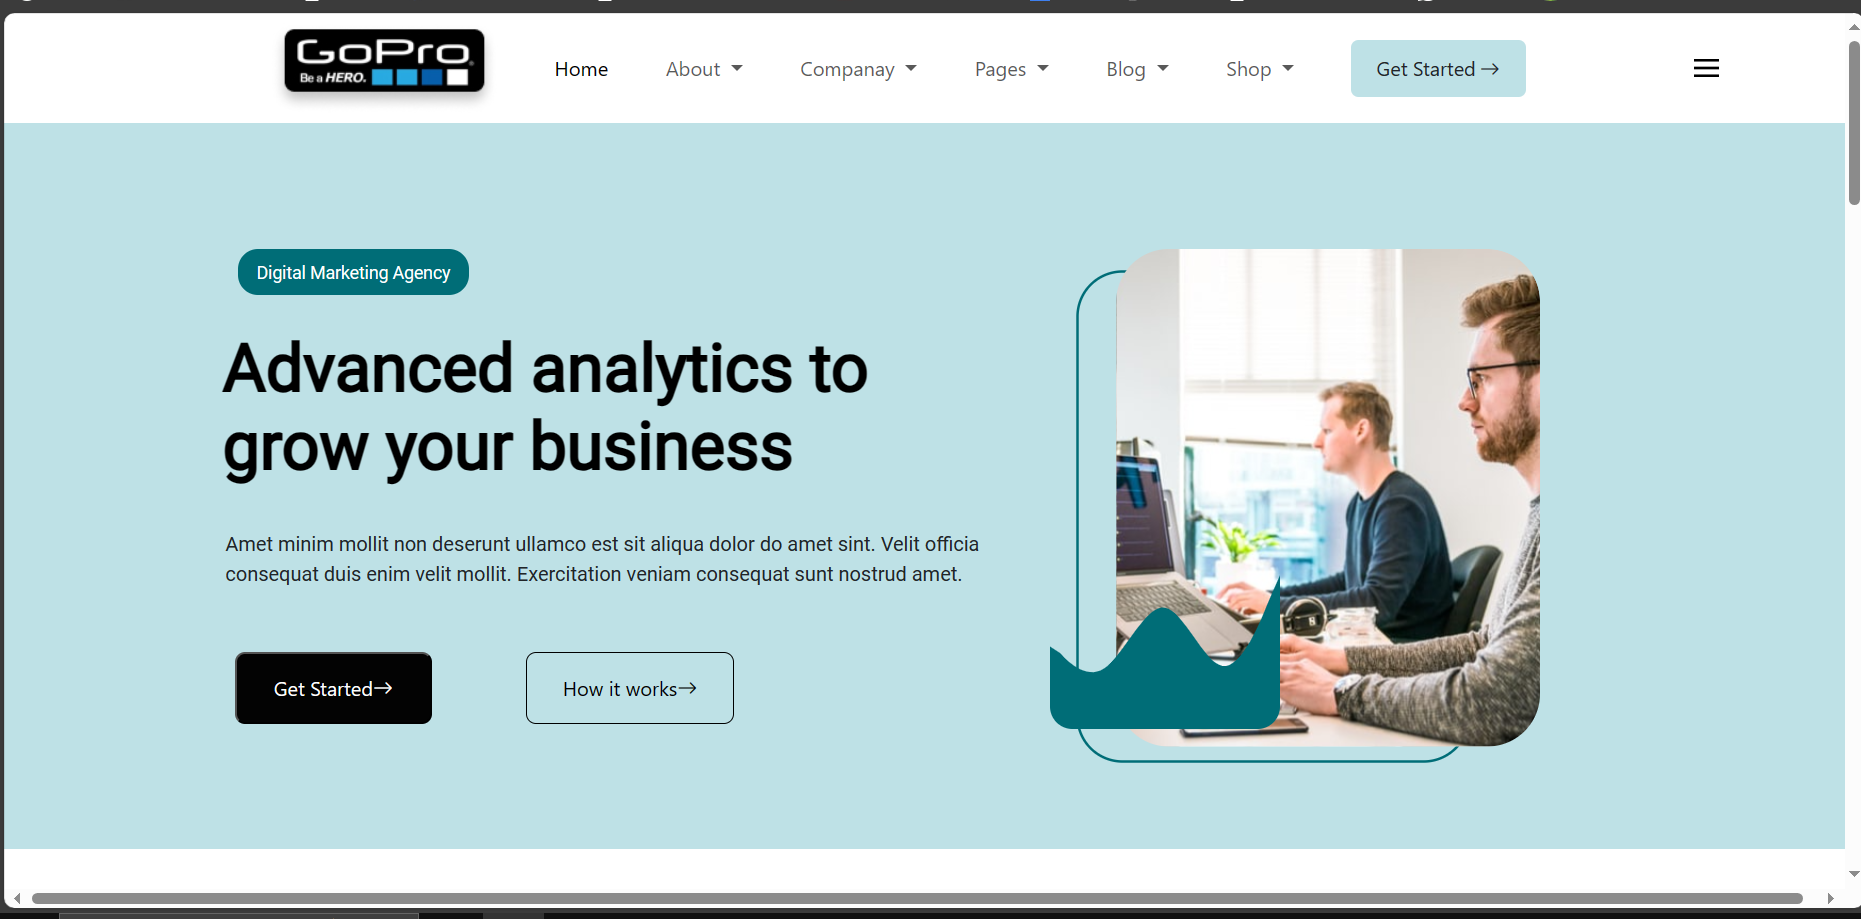 GoPro
Be a HERO.
Home
About
Companay
Pages
Blog
Shop
Get Started →
Digital Marketing Agency
Advanced analytics to
grow your business
Amet minim mollit non deserunt ullamco est sit aliqua dolor do amet sint. Velit officia
consequat duis enim velit mollit. Exercitation veniam consequat sunt nostrud amet.
Get Started→
How it works→